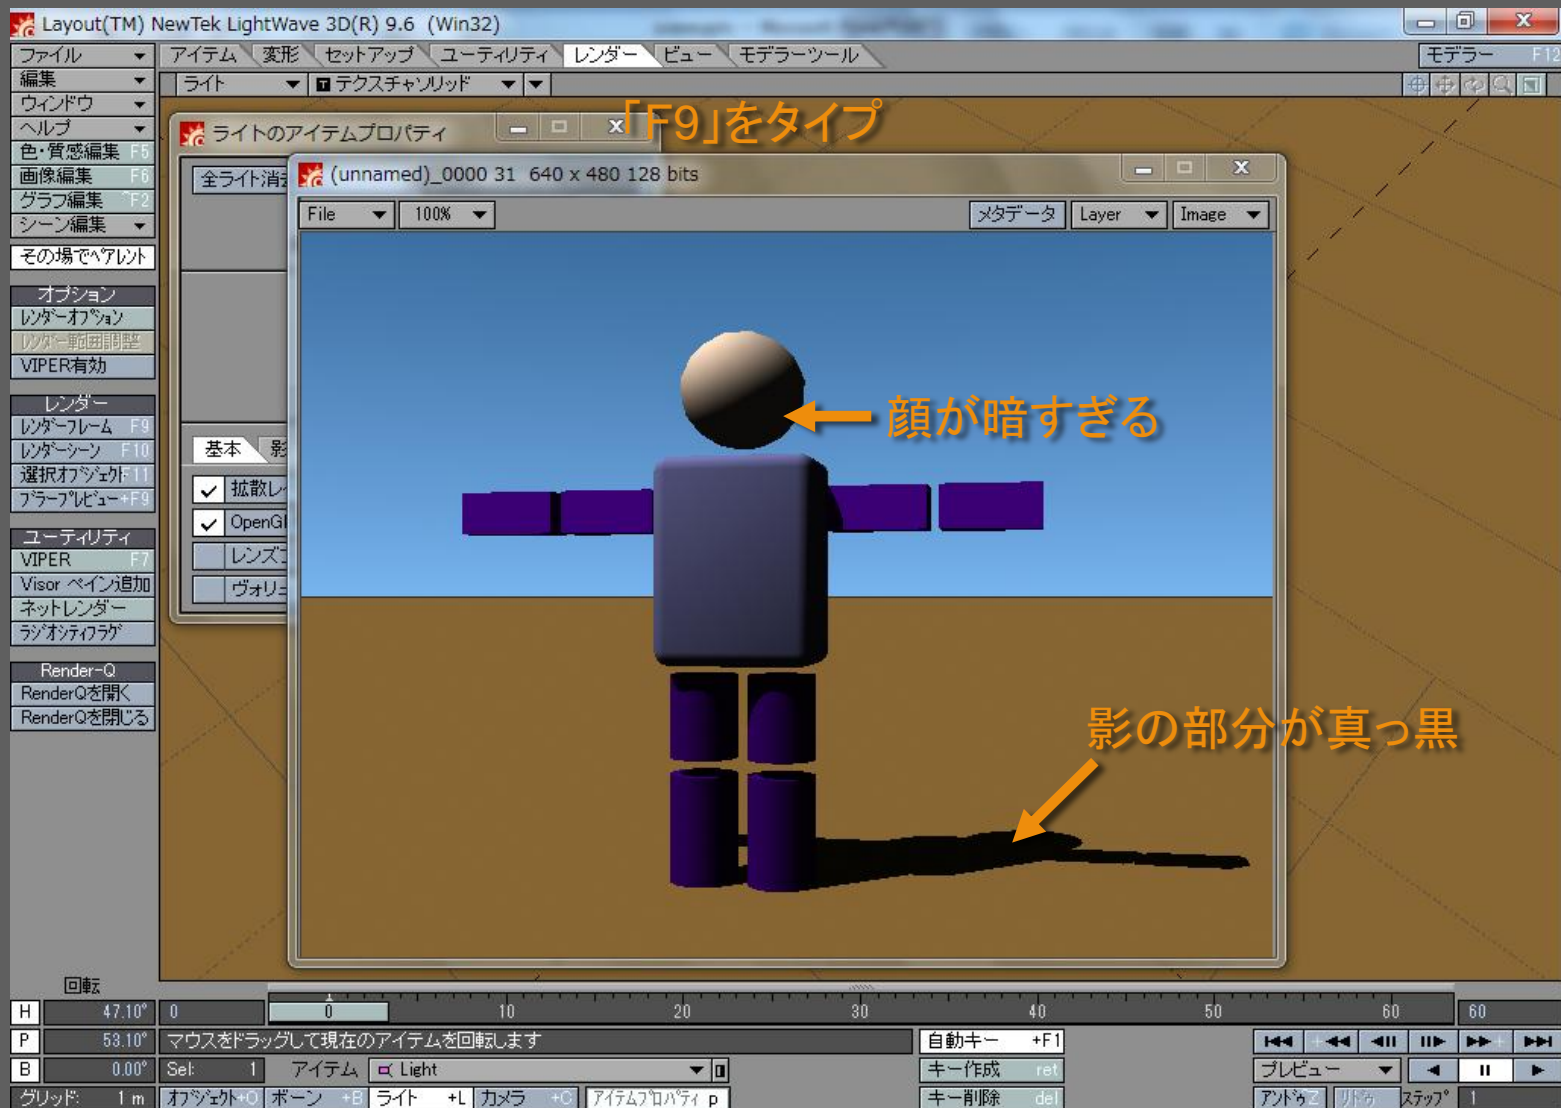 Layout(TM) NewTek LightWave 3D(R) 9.6 (Win32)
ファイル
アイテム 変形 セットアップ ユーティリティ レンダー ビュー モデラーツール
モデラー F12
編集
ライト
テクスチャソリッド
ウィンドウ
ヘルプ
色・質感編集 F5
画像編集 F6
グラフ編集 ^F2
シーン編集
その場でペアレント
「F9」をタイプ
ライトのアイテムプロパティ
全ライト消
(unnamed)_0000 31 640 x 480 128 bits
File 100% メタデータ Layer Image
オプション
レンダーオプション
レンダー範囲調整
VIPER有効
レンダー
レンダーフレーム F9
レンダーシーン F10
選択オブジェクト F11
ブラープレビュー +F9
基本 影
拡散レ
OpenGL
レンズフ
ヴォリュ
顔が暗すぎる
ユーティリティ
VIPER F7
Visor ペイン追加
ネットレンダー
ラジオシティフラグ
Render-Q
RenderQを開く
RenderQを閉じる
影の部分が真っ黒
回転
H 47.10° 0 0 10 20 30 40 50 60 60
P 53.10° マウスをドラッグして現在のアイテムを回転します 自動キー +F1
B 0.00° Sel: 1 アイテム Light キー作成 ret プレビュー
グリッド: 1 m オブジェクト +O ボーン +B ライト +L カメラ +C アイテムプロパティ p キー削除 del アンドゥ Z リドゥ ステップ 1